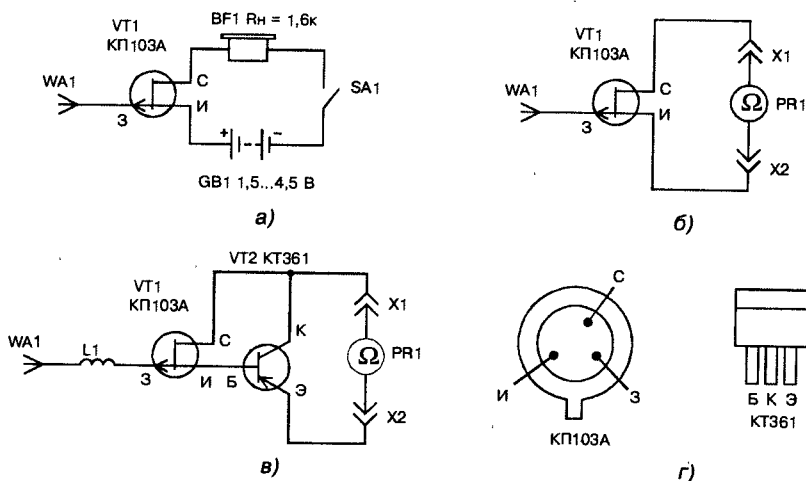 BF1 Rн = 1,6к
VT1
КП103А
WA1
С
И
З
SA1
+
−
GB1 1,5...4,5 В
а)
VT1
КП103А
WA1
С
И
З
X1
Ω
PR1
X2
б)
VT2 КТ361
VT1
КП103А
WA1
L1
С
З
И
Б
К
Э
X1
Ω
PR1
X2
в)
С
И
З
КП103А
Б К Э
КТ361
г)